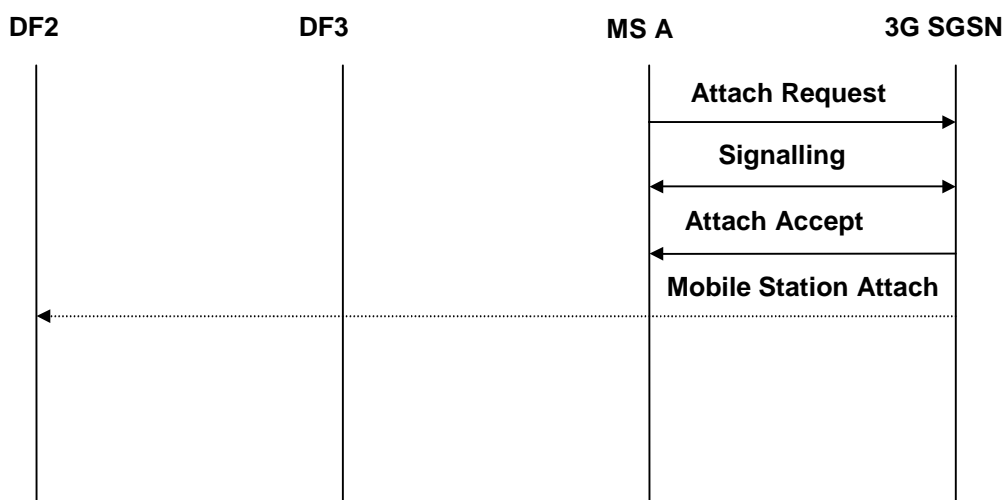 DF2 DF3 MS A 3G SGSN
Attach Request
Signalling
Attach Accept
Mobile Station Attach